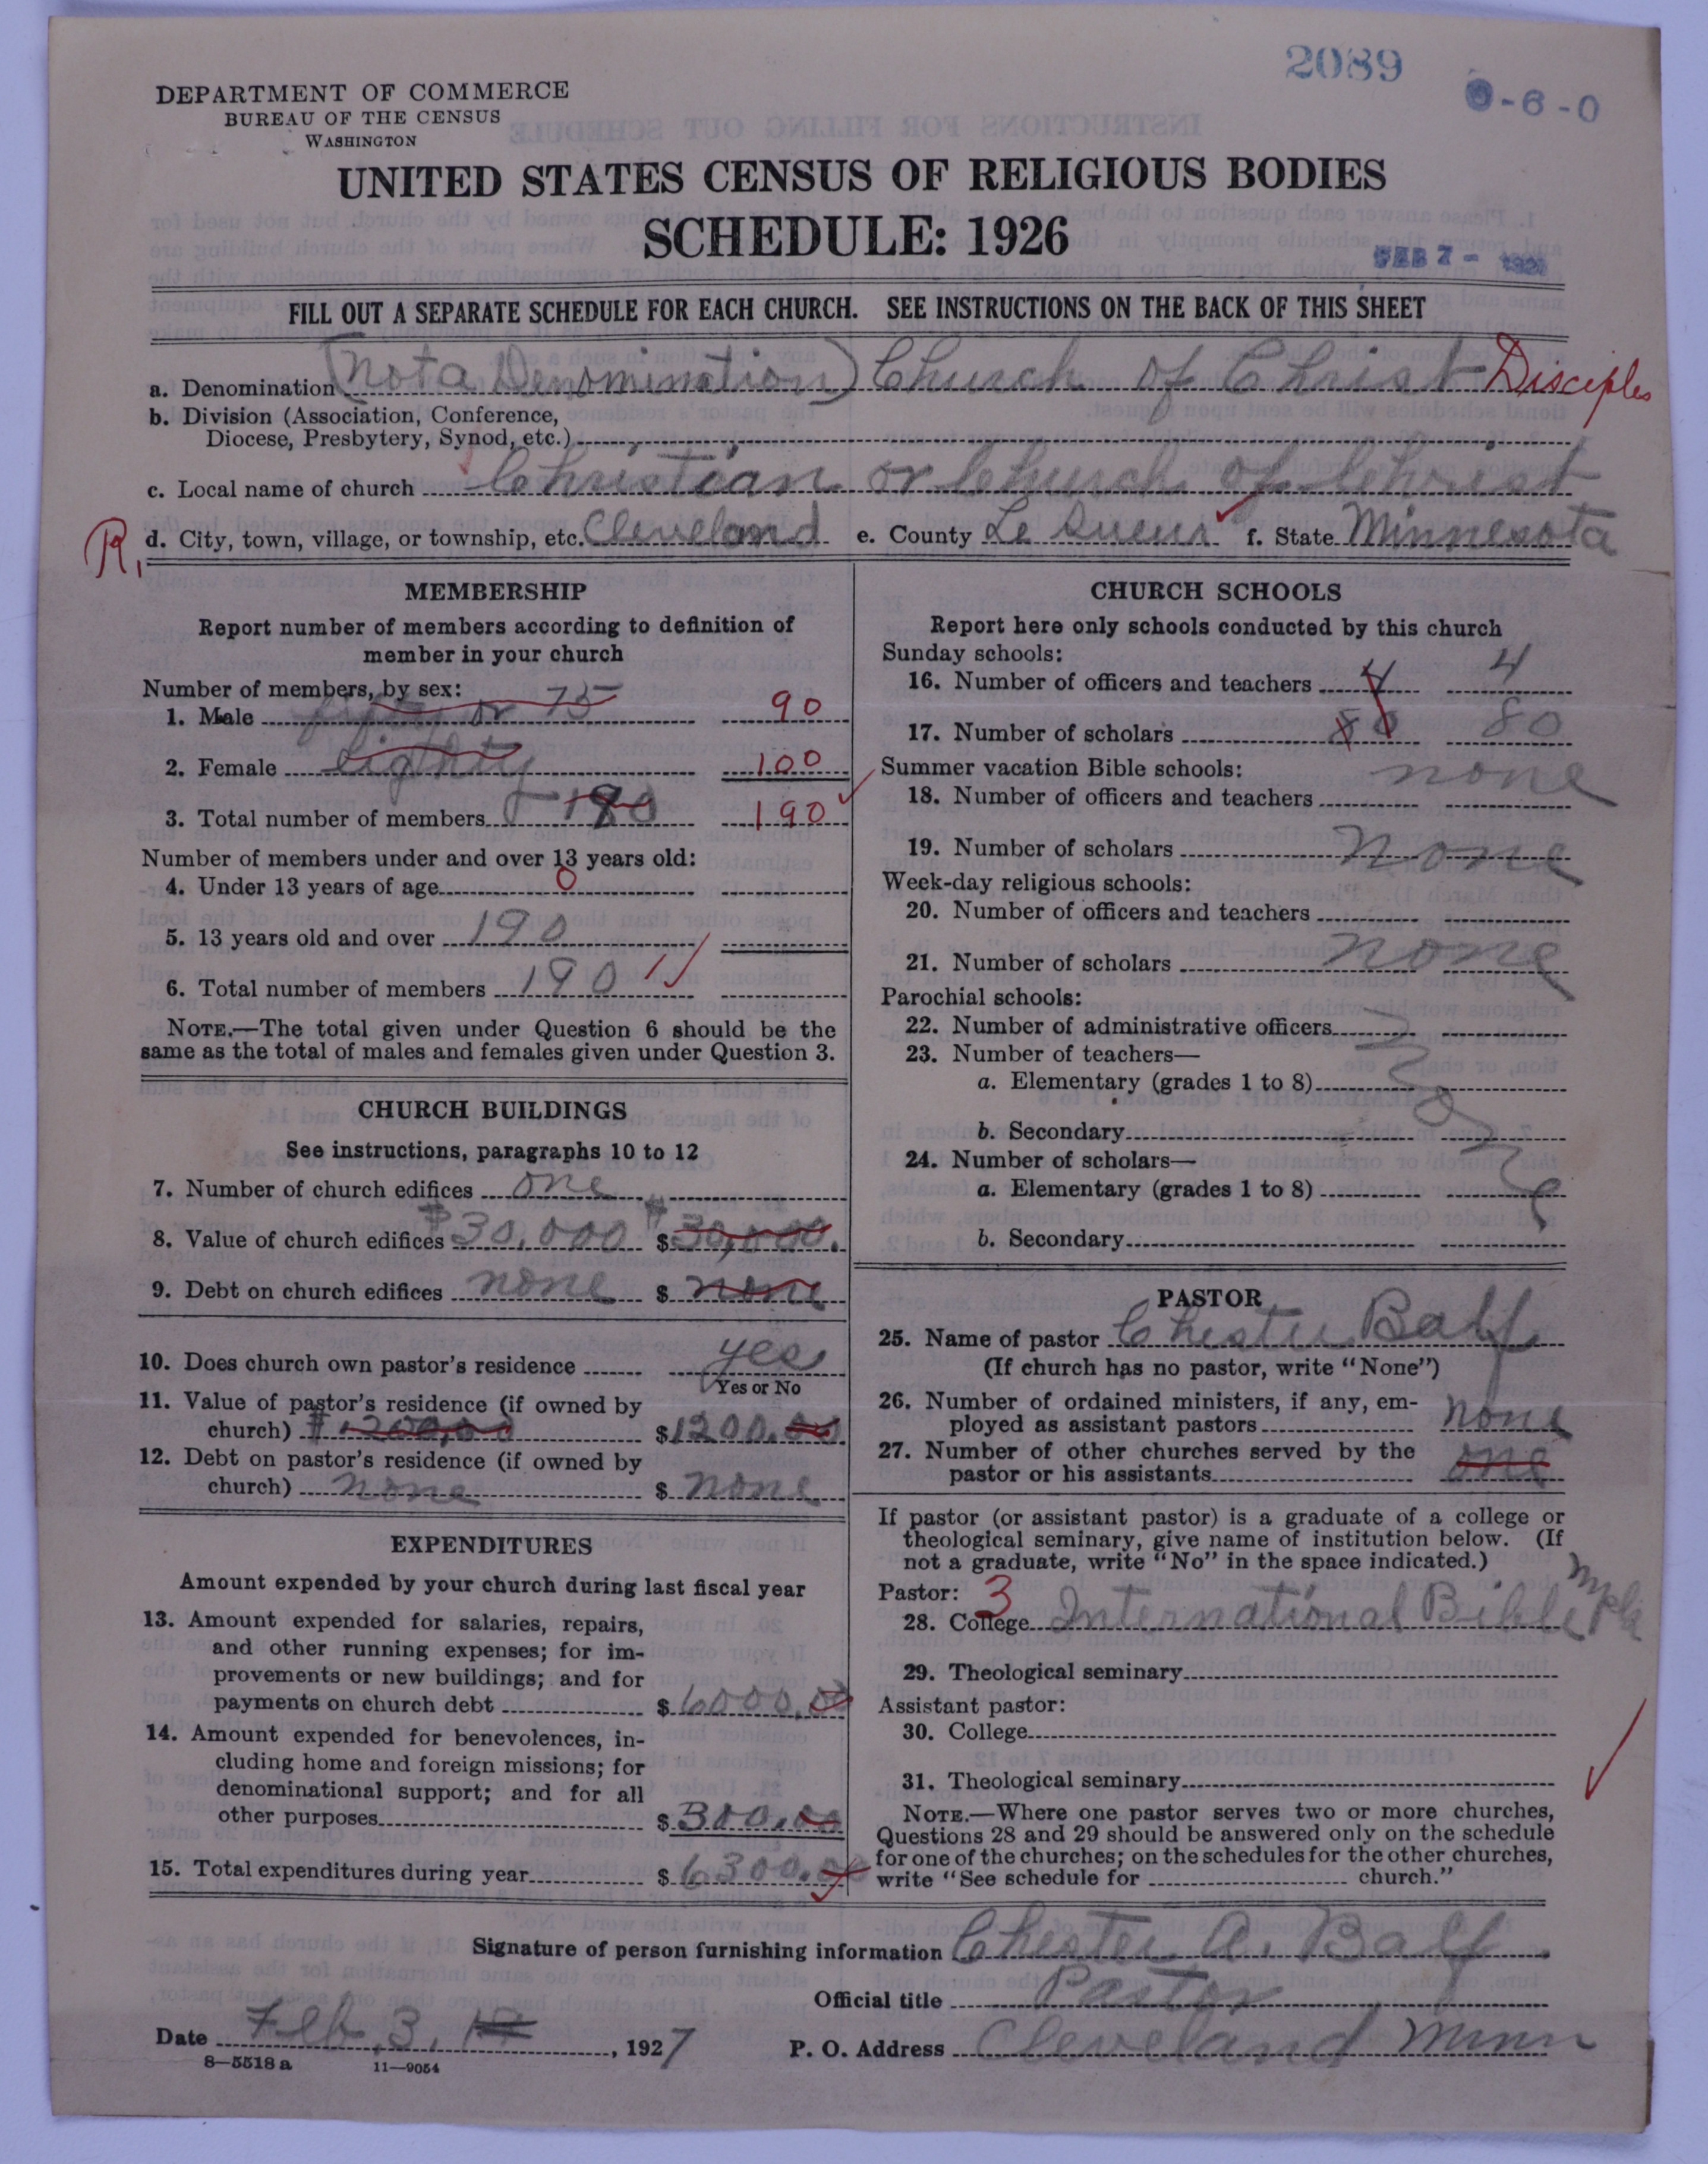 2089
0-6-0
DEPARTMENT OF COMMERCE
BUREAU OF THE CENSUS
WASHINGTON
UNITED STATES CENSUS OF RELIGIOUS BODIES
SCHEDULE: 1926
FEB 7 - 192
FILL OUT A SEPARATE SCHEDULE FOR EACH CHURCH. SEE INSTRUCTIONS ON THE BACK OF THIS SHEET
a. Denomination (Not a Denomination) Church of Christ Disciples
b. Division (Association, Conference,
Diocese, Presbytery, Synod, etc.)
c. Local name of church Christian or Church of Christ
R, d. City, town, village, or township, etc. Cleveland e. County Le Sueur f. State Minnesota
MEMBERSHIP
Report number of members according to definition of
member in your church
Number of members, by sex:
1. Male or 75 90
2. Female eighty 100
3. Total number of members 190
Number of members under and over 13 years old:
4. Under 13 years of age 0
5. 13 years old and over 190
6. Total number of members 190
NOTE.—The total given under Question 6 should be the
same as the total of males and females given under Question 3.
CHURCH BUILDINGS
See instructions, paragraphs 10 to 12
7. Number of church edifices one
8. Value of church edifices $30,000 $ 30,000.
9. Debt on church edifices none $ none
10. Does church own pastor's residence yes
Yes or No
11. Value of pastor's residence (if owned by
church) $1200.00 $1200.00
12. Debt on pastor's residence (if owned by
church) none $ none
EXPENDITURES
Amount expended by your church during last fiscal year
13. Amount expended for salaries, repairs,
and other running expenses; for im-
provements or new buildings; and for
payments on church debt $ 6000.00
14. Amount expended for benevolences, in-
cluding home and foreign missions; for
denominational support; and for all
other purposes $ 300.00
15. Total expenditures during year $ 6300.00
CHURCH SCHOOLS
Report here only schools conducted by this church
Sunday schools:
16. Number of officers and teachers 4 4
17. Number of scholars 80 80
Summer vacation Bible schools:
18. Number of officers and teachers none
19. Number of scholars none
Week-day religious schools:
20. Number of officers and teachers
21. Number of scholars none
Parochial schools:
22. Number of administrative officers
23. Number of teachers—
a. Elementary (grades 1 to 8)
none
b. Secondary
24. Number of scholars—
a. Elementary (grades 1 to 8)
b. Secondary
PASTOR
25. Name of pastor Chester Balf
(If church has no pastor, write "None")
26. Number of ordained ministers, if any, em-
ployed as assistant pastors none
27. Number of other churches served by the
pastor or his assistants one
If pastor (or assistant pastor) is a graduate of a college or
theological seminary, give name of institution below. (If
not a graduate, write "No" in the space indicated.)
Pastor: 3
28. College International Bible Mpls
29. Theological seminary
Assistant pastor:
30. College
31. Theological seminary
NOTE.—Where one pastor serves two or more churches,
Questions 28 and 29 should be answered only on the schedule
for one of the churches; on the schedules for the other churches,
write "See schedule for church."
Signature of person furnishing information Chester A. Balf
Official title Pastor
Date Feb. 3, 1927 P. O. Address Cleveland Minn
8—5518 a 11—9054